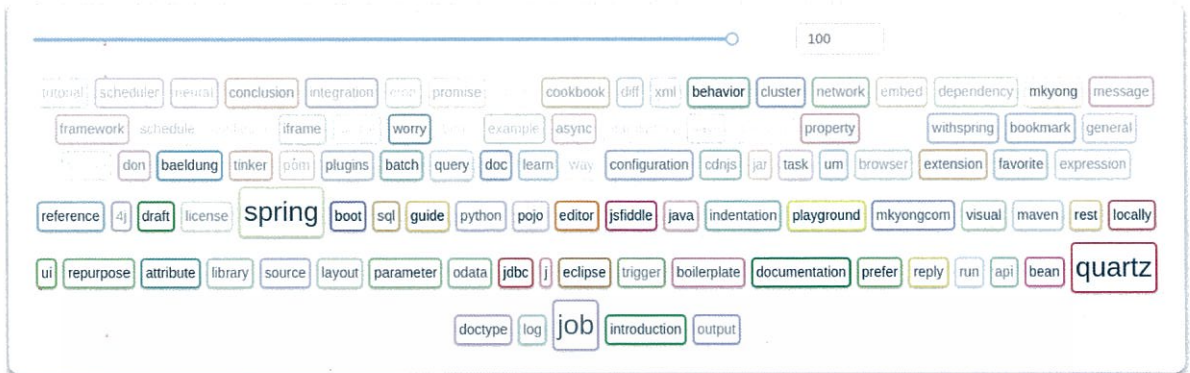 100
tutorial scheduler neural conclusion integration error promise cookbook diff xml behavior cluster network embed dependency mkyong message
framework schedule iframe worry example async property withspring bookmark general
don baeldung tinker pom plugins batch query doc learn way configuration cdnjs jar task um browser extension favorite expression
reference 4j draft license spring boot sql guide python pojo editor jsfiddle java indentation playground mkyongcom visual maven rest locally
ui repurpose attribute library source layout parameter odata jdbc j eclipse trigger boilerplate documentation prefer reply run api bean quartz
doctype log job introduction output